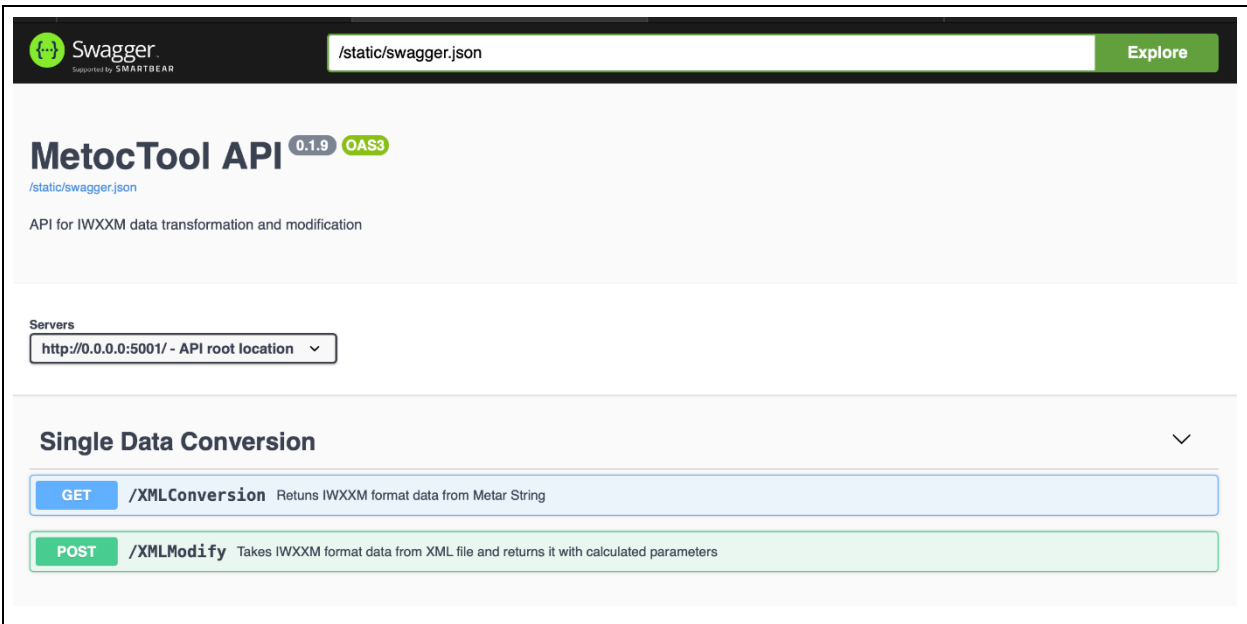 Swagger.
Supported by SMARTBEAR
/static/swagger.json
Explore
MetocTool API 0.1.9 OAS3
/static/swagger.json
API for IWXXM data transformation and modification
Servers
http://0.0.0.0:5001/ - API root location
Single Data Conversion
GET /XMLConversion Retuns IWXXM format data from Metar String
POST /XMLModify Takes IWXXM format data from XML file and returns it with calculated parameters